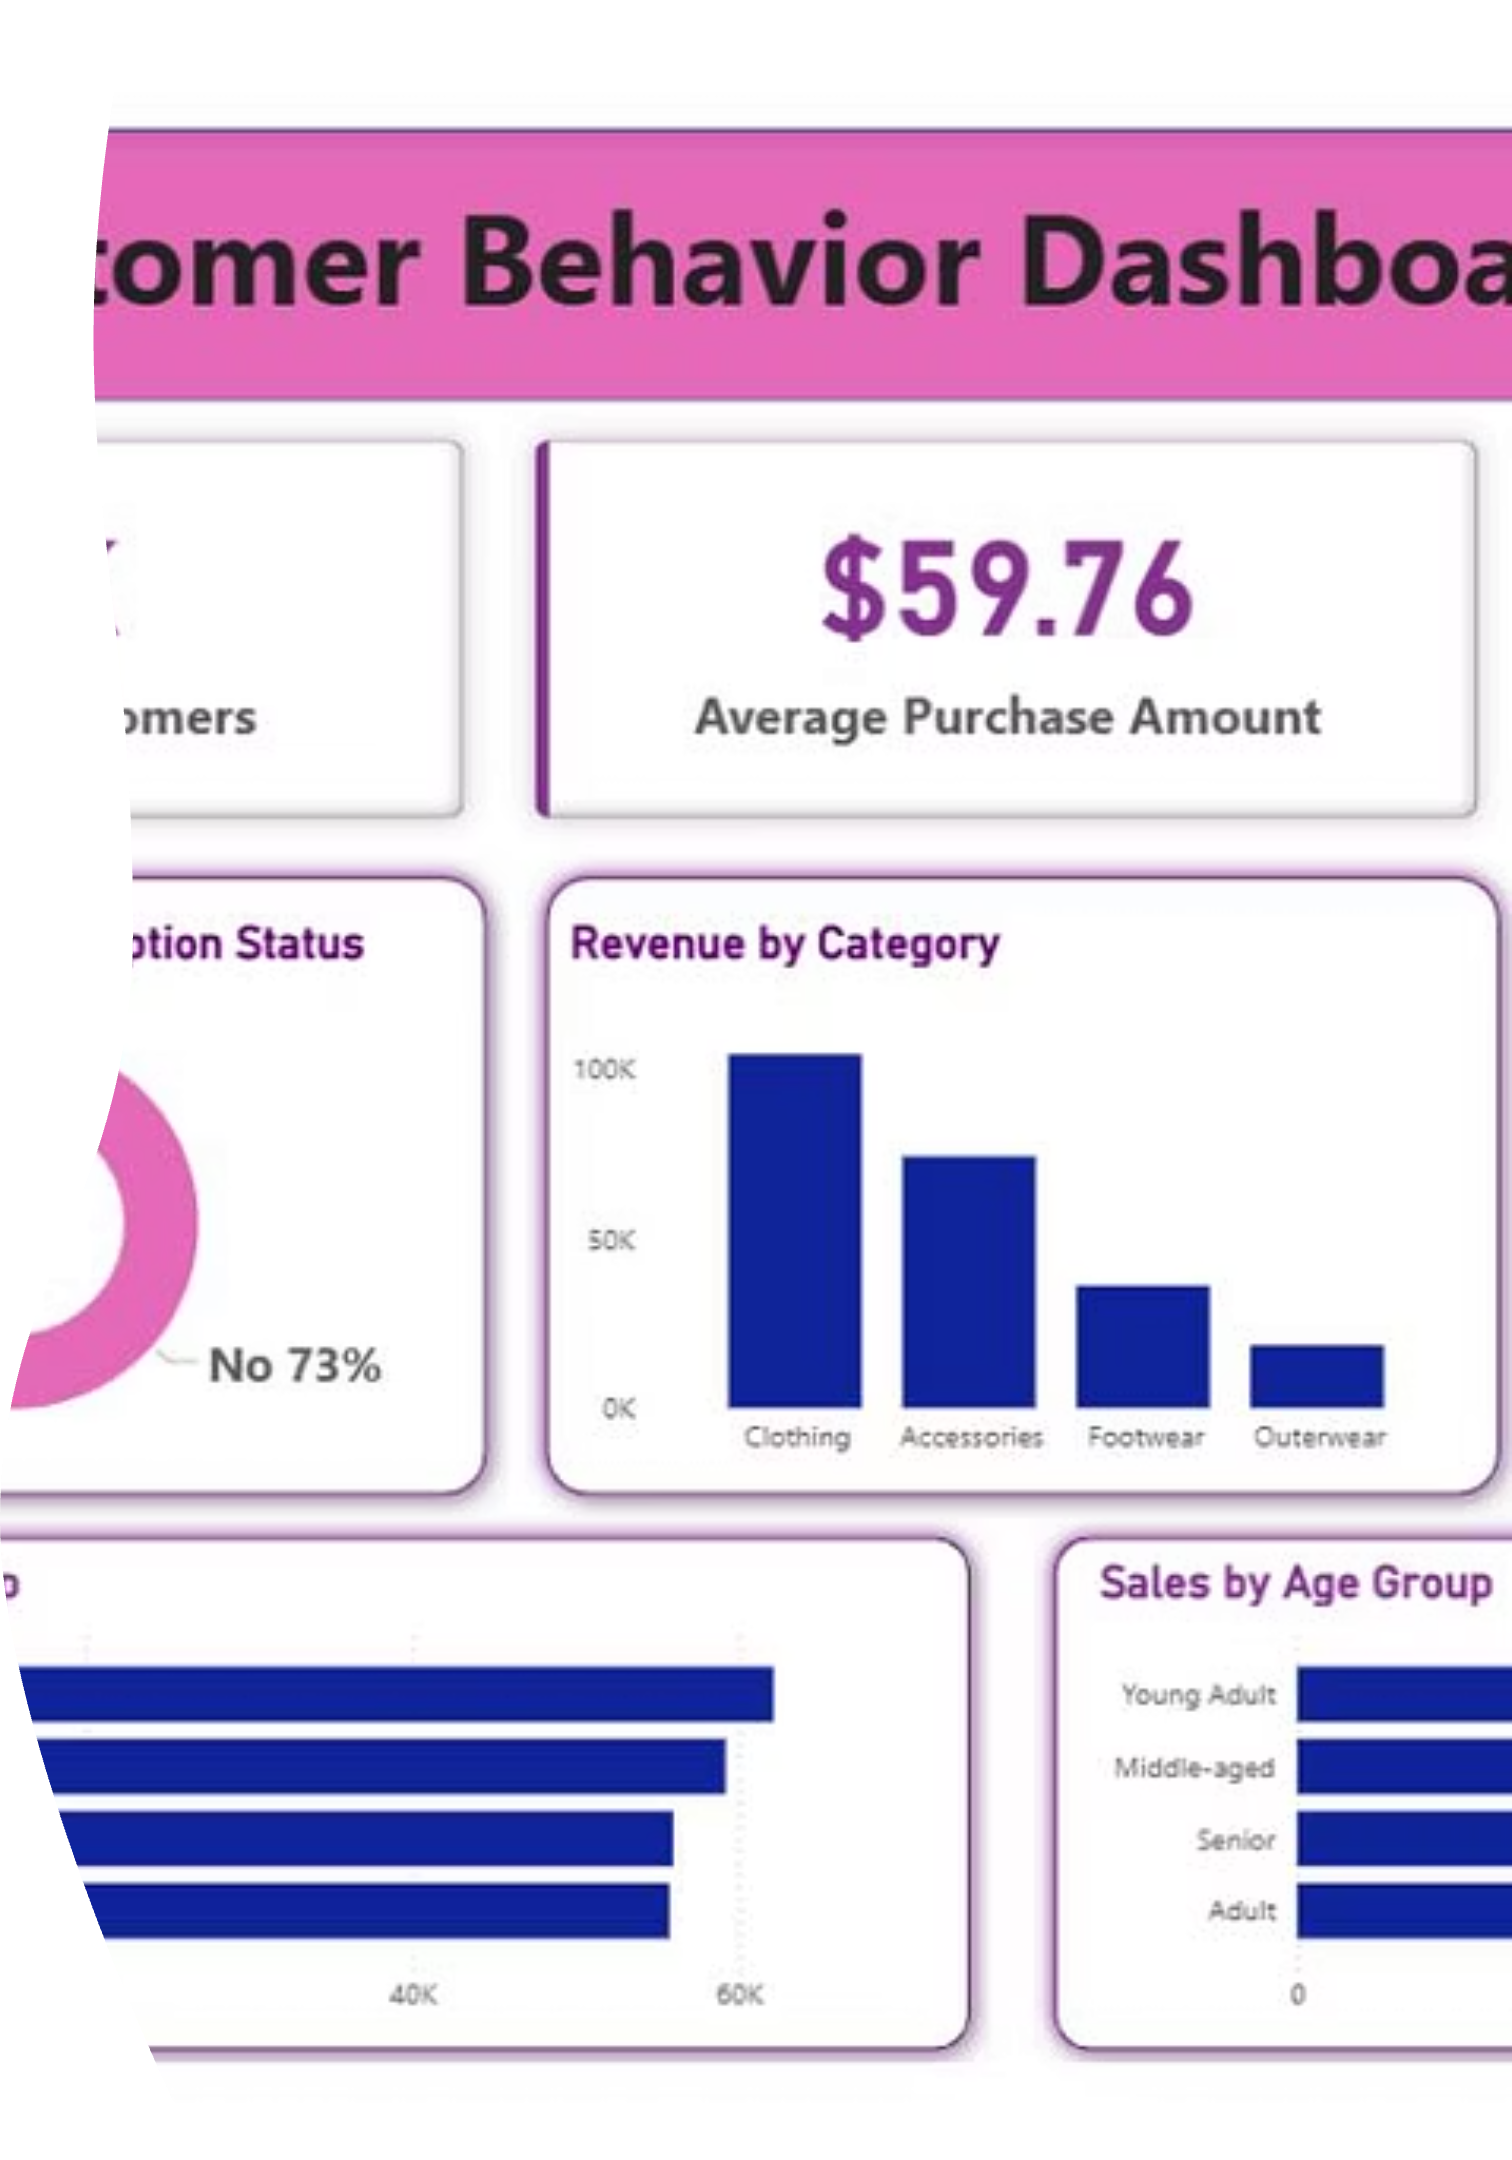 tomer Behavior Dashboa
$59.76
omers
Average Purchase Amount
ption Status
No 73%
Revenue by Category
100K
50K
0K
Clothing Accessories Footwear Outerwear
p
40K 60K
Sales by Age Group
Young Adult
Middle-aged
Senior
Adult
0